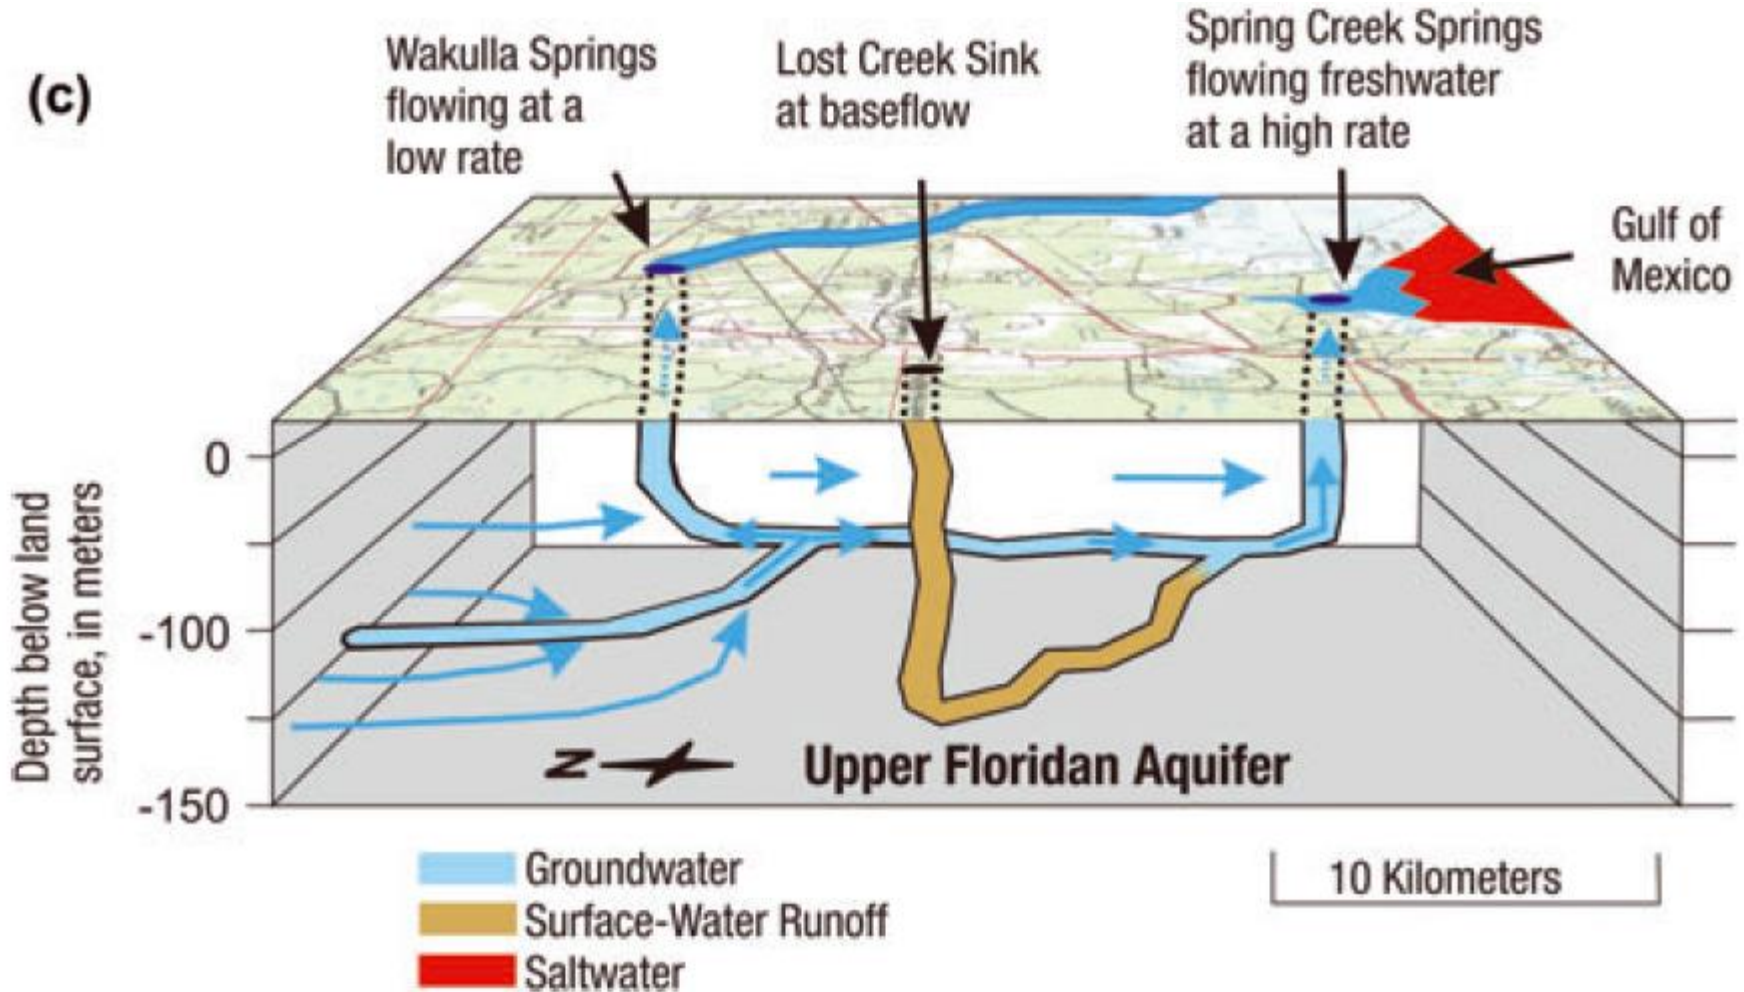 (c)
Wakulla Springs
flowing at a
low rate
Lost Creek Sink
at baseflow
Spring Creek Springs
flowing freshwater
at a high rate
Gulf of
Mexico
Depth below land
surface, in meters
0
-100
-150
N
Upper Floridan Aquifer
Groundwater
Surface-Water Runoff
Saltwater
10 Kilometers